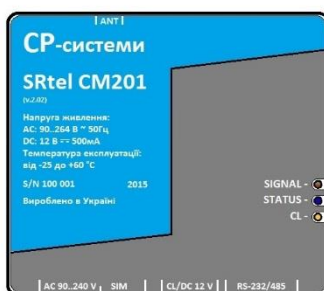 ANT
СР-системи
SRtel CM201
(v.2.02)
Напруга живлення:
AC: 90..264 В ~ 50Гц
DC: 12 В ⎓ 500мА
Температура експлуатації:
від -25 до +60 °C
S/N 100 001 2015
Вироблено в Україні
SIGNAL -
STATUS -
CL -
AC 90..240 V SIM CL/DC 12 V RS-232/485